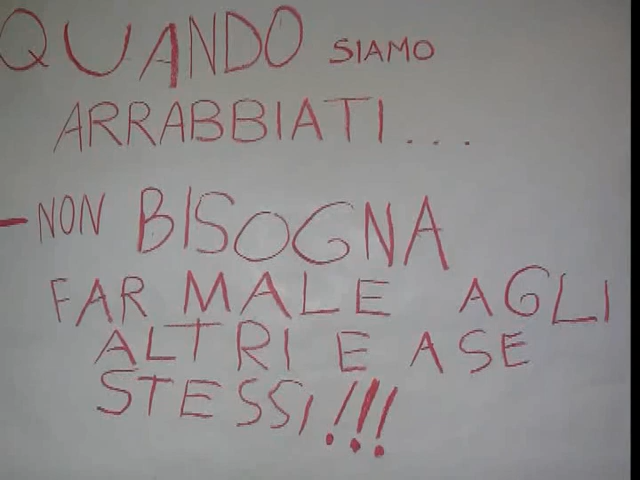 QUANDO SIAMO
ARRABBIATI...
- NON BISOGNA
FAR MALE AGLI
ALTRI E A SE
STESSI!!!